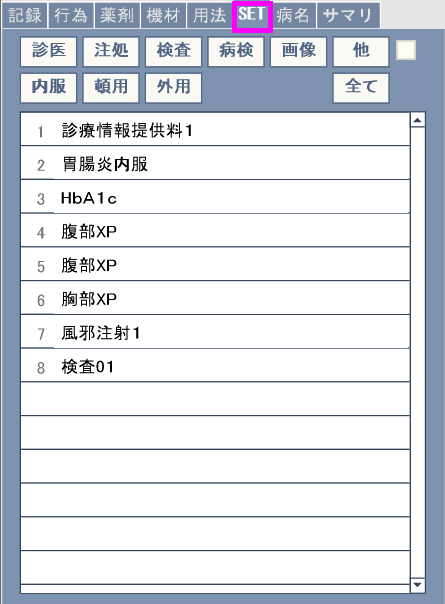 記録 行為 薬剤 機材 用法 SET 病名 サマリ
診医 注処 検査 病検 画像 他
内服 頓用 外用 全て
1 診療情報提供料1
2 胃腸炎内服
3 HbA1c
4 腹部XP
5 腹部XP
6 胸部XP
7 風邪注射1
8 検査01